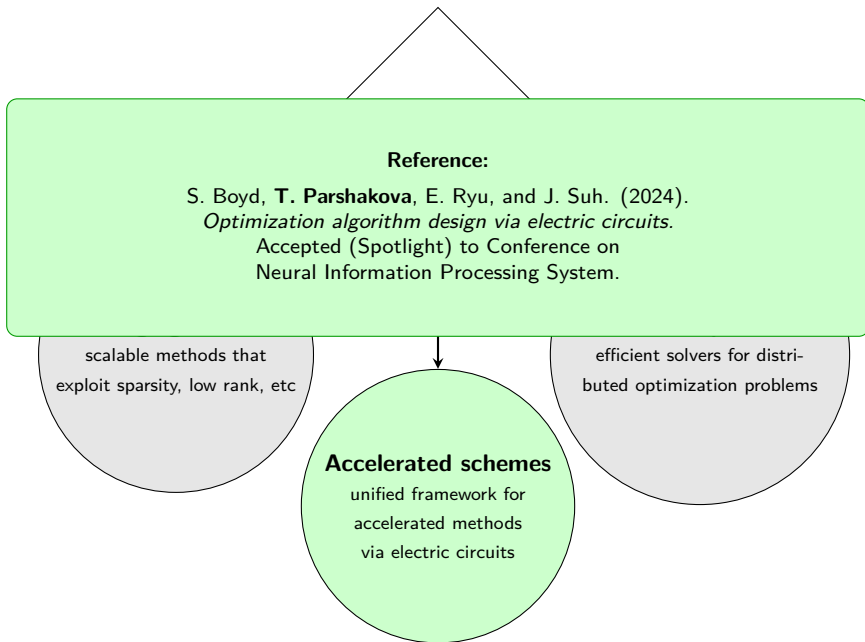 Reference:
S. Boyd, T. Parshakova, E. Ryu, and J. Suh. (2024).
Optimization algorithm design via electric circuits.
Accepted (Spotlight) to Conference on
Neural Information Processing System.
scalable methods that
exploit sparsity, low rank, etc
efficient solvers for distri-
buted optimization problems
Accelerated schemes
unified framework for
accelerated methods
via electric circuits